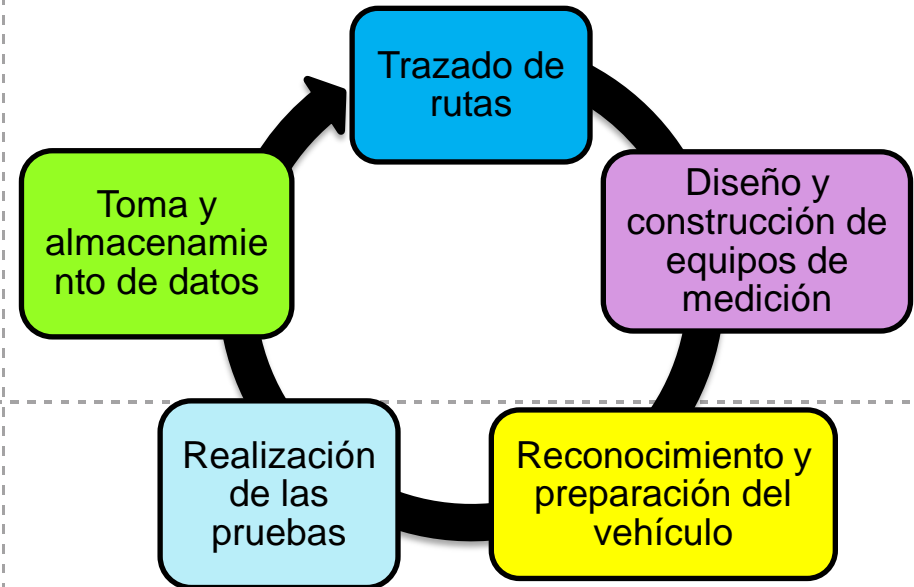 Trazado de
rutas
Diseño y
construcción de
equipos de
medición
Reconocimiento y
preparación del
vehículo
Realización
de las
pruebas
Toma y
almacenamie
nto de datos